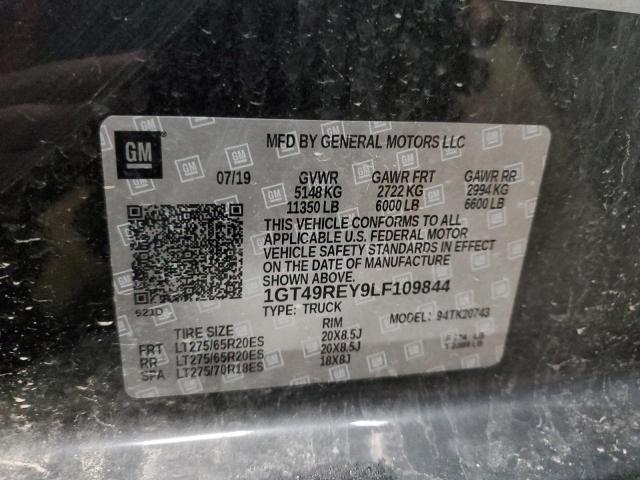 GM
MFD BY GENERAL MOTORS LLC
07/19 GVWR GAWR FRT GAWR RR
5148 KG 2722 KG 2994 KG
11350 LB 6000 LB 6600 LB
THIS VEHICLE CONFORMS TO ALL
APPLICABLE U.S. FEDERAL MOTOR
VEHICLE SAFETY STANDARDS IN EFFECT
ON THE DATE OF MANUFACTURE
SHOWN ABOVE.
1GT49REY9LF109844
521D
TYPE: TRUCK MODEL: 94TK20743
TIRE SIZE RIM
FRT LT275/65R20ES 20X8.5J
RR LT275/65R20ES 20X8.5J
SPA LT275/70R18ES 18X8J
LB
LB